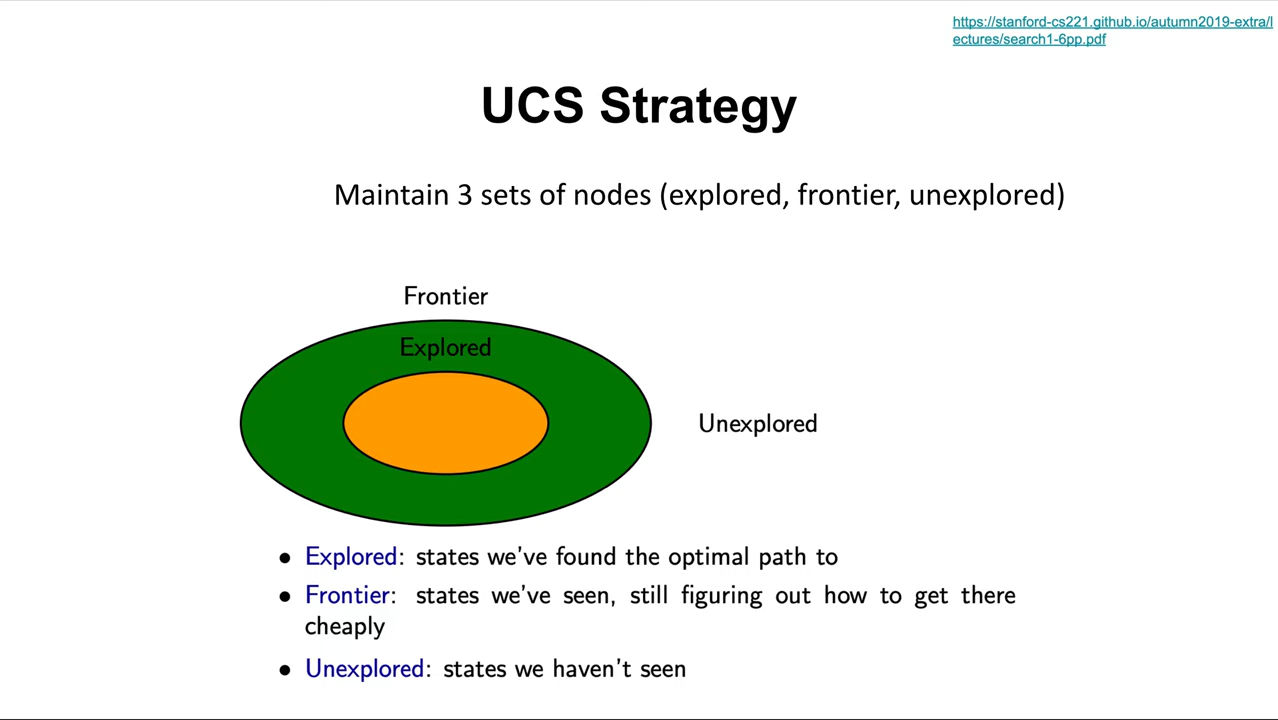 https://stanford-cs221.github.io/autumn2019-extra/l
ectures/search1-6pp.pdf
UCS Strategy
Maintain 3 sets of nodes (explored, frontier, unexplored)
Frontier
Explored
Unexplored
• Explored: states we've found the optimal path to
• Frontier: states we've seen, still figuring out how to get there
cheaply
• Unexplored: states we haven't seen